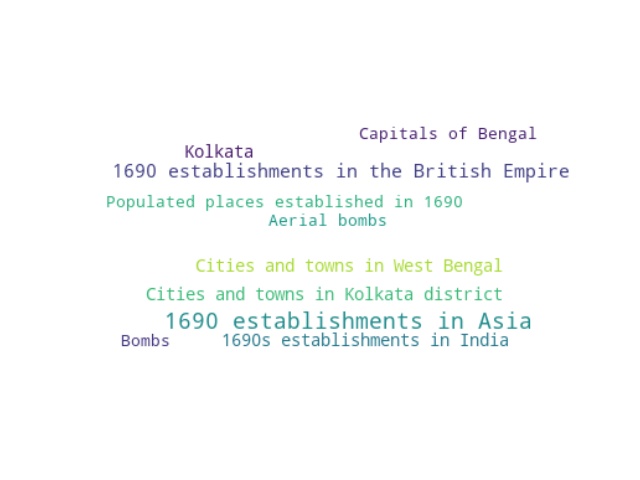 Capitals of Bengal
Kolkata
1690 establishments in the British Empire
Populated places established in 1690
Aerial bombs
Cities and towns in West Bengal
Cities and towns in Kolkata district
1690 establishments in Asia
Bombs
1690s establishments in India